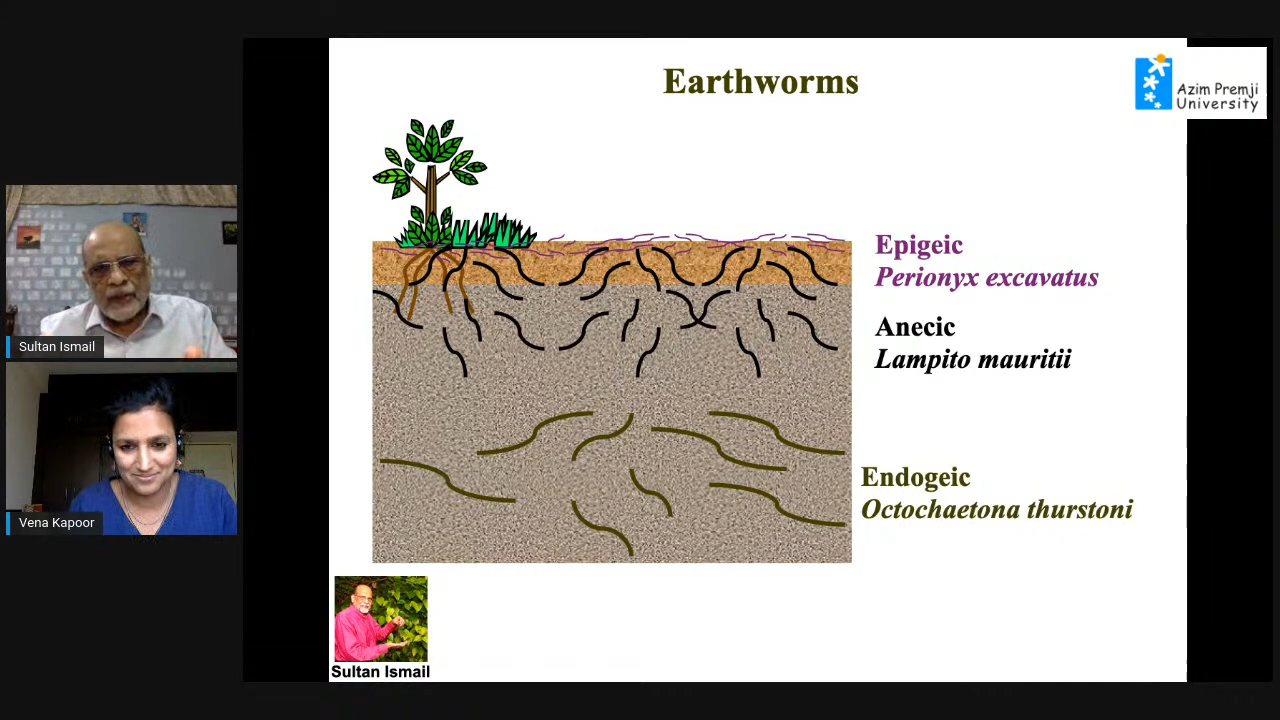 Earthworms
Azim Premji
University
Epigeic
Perionyx excavatus
Anecic
Lampito mauritii
Endogeic
Octochaetona thurstoni
Sultan Ismail
Vena Kapoor
Sultan Ismail